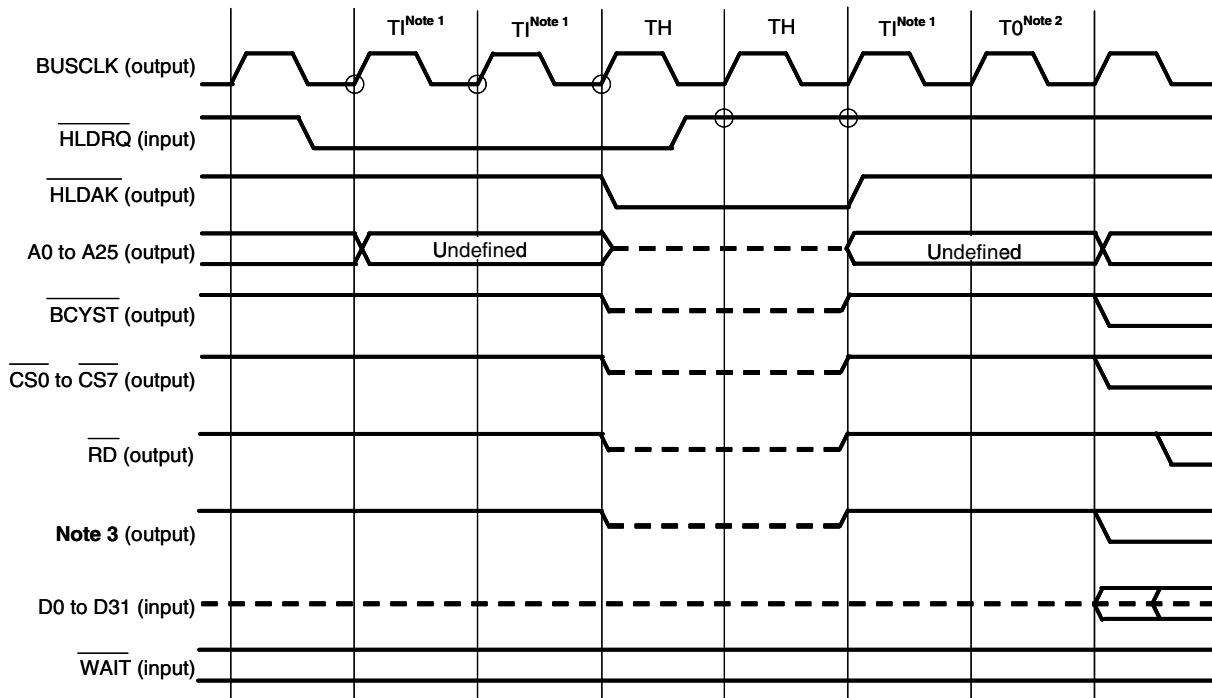 TI Note 1 TI Note 1 TH TH TI Note 1 T0 Note 2
BUSCLK (output)
HLDRQ (input)
HLDAK (output)
A0 to A25 (output) Undefined Undefined
BCYST (output)
CS0 to CS7 (output)
RD (output)
Note 3 (output)
D0 to D31 (input)
WAIT (input)